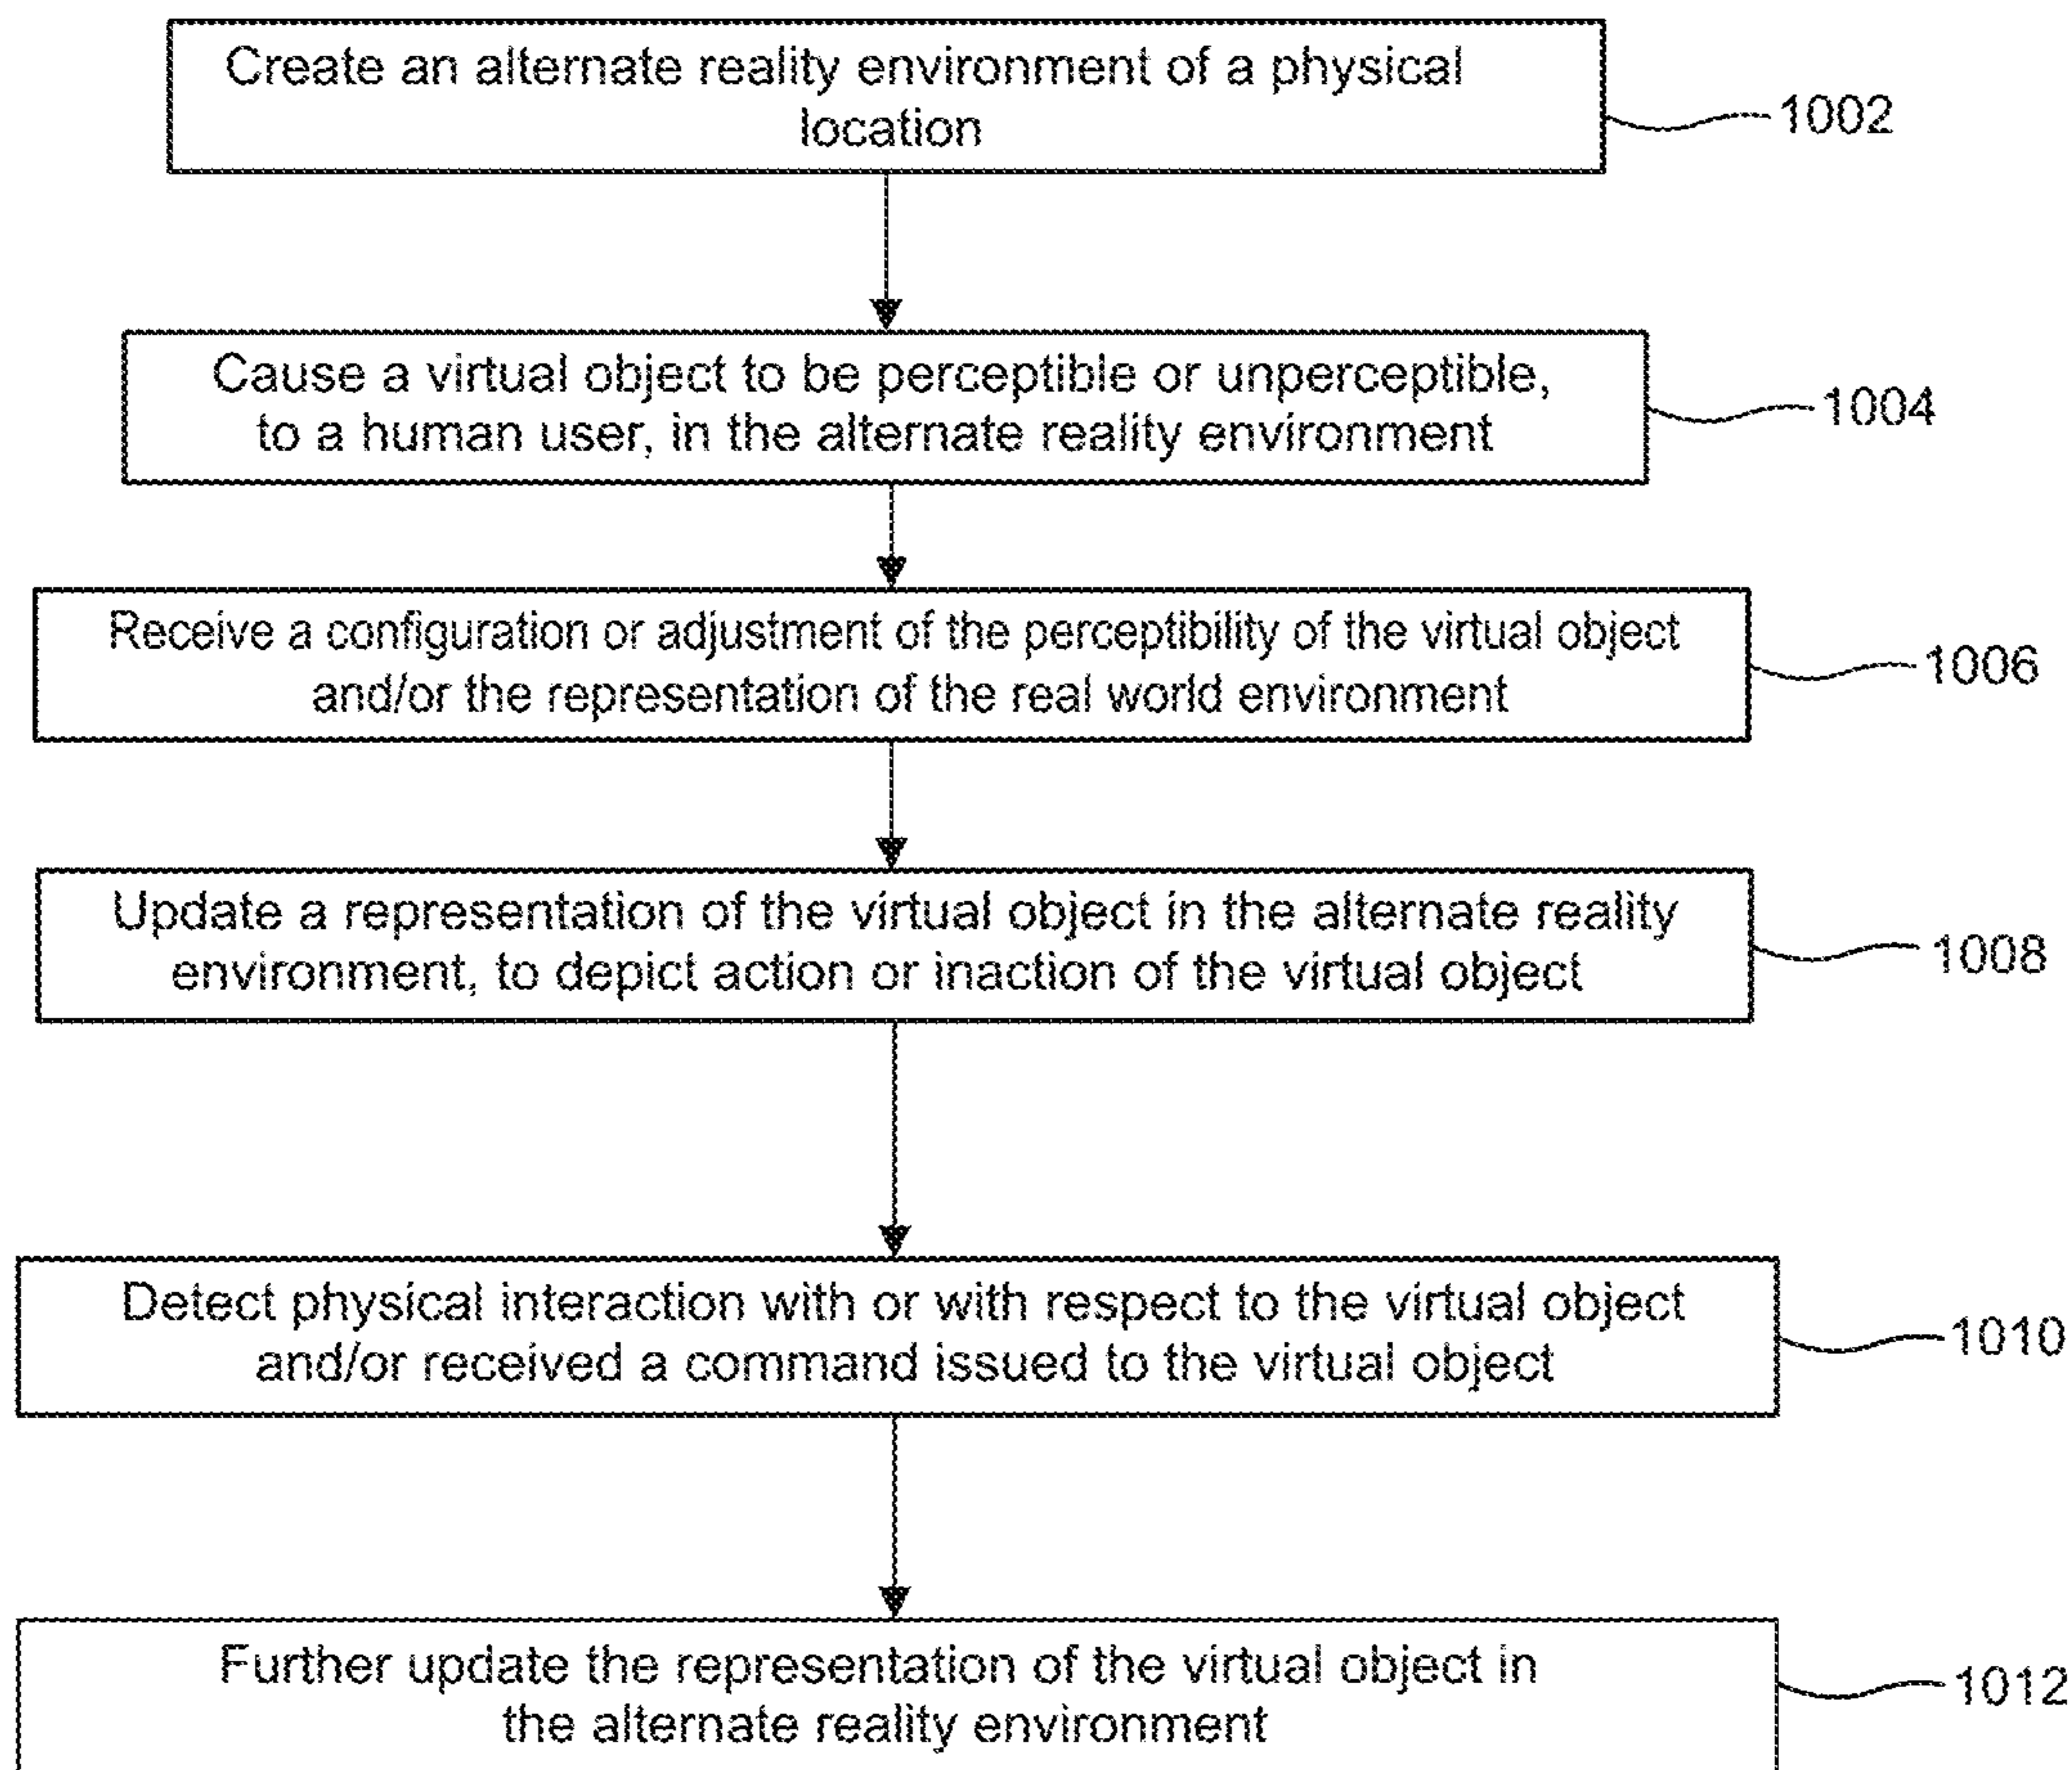 Create an alternate reality environment of a physical
location
1002
Cause a virtual object to be perceptible or unperceptible,
to a human user, in the alternate reality environment
1004
Receive a configuration or adjustment of the perceptibility of the virtual object
and/or the representation of the real world environment
1006
Update a representation of the virtual object in the alternate reality
environment, to depict action or inaction of the virtual object
1008
Detect physical interaction with or with respect to the virtual object
and/or received a command issued to the virtual object
1010
Further update the representation of the virtual object in
the alternate reality environment
1012